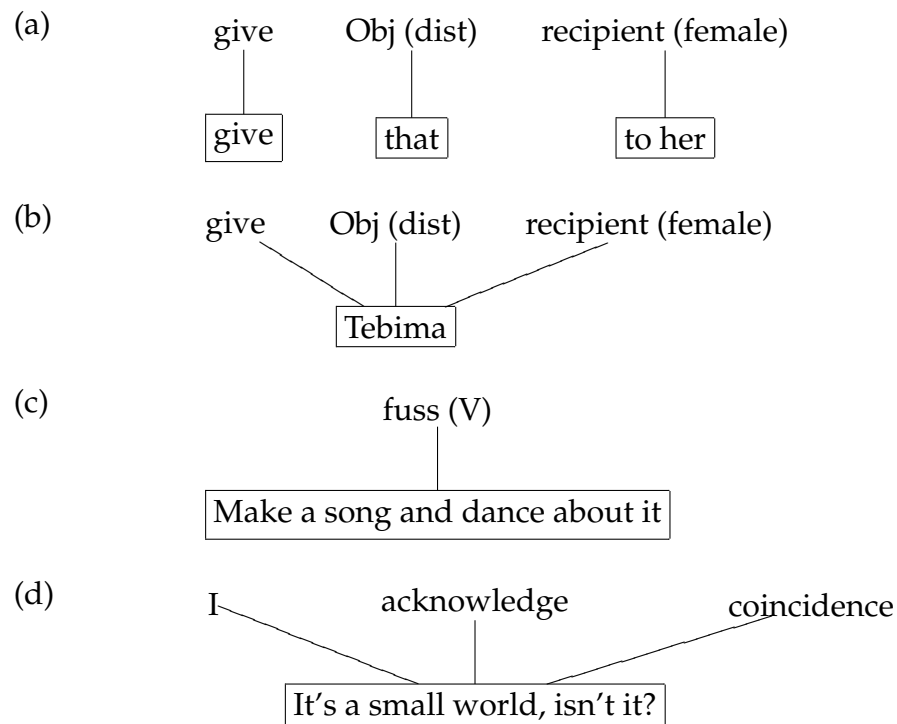 (a) give Obj (dist) recipient (female)
give that to her
(b) give Obj (dist) recipient (female)
Tebima
(c) fuss (V)
Make a song and dance about it
(d) I acknowledge coincidence
It's a small world, isn't it?